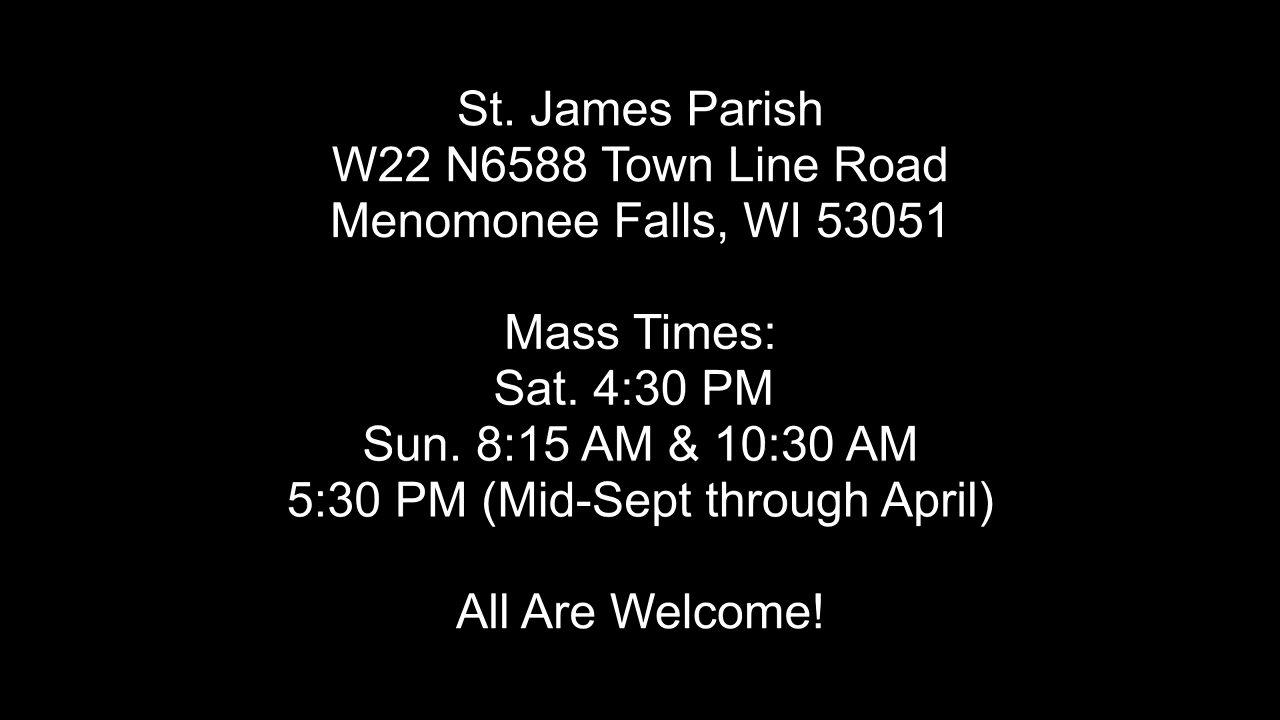 St. James Parish
W22 N6588 Town Line Road
Menomonee Falls, WI 53051
Mass Times:
Sat. 4:30 PM
Sun. 8:15 AM & 10:30 AM
5:30 PM (Mid-Sept through April)
All Are Welcome!